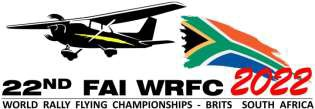 22ND FAI WRFC 2022
WORLD RALLY FLYING CHAMPIONSHIPS - BRITS SOUTH AFRICA